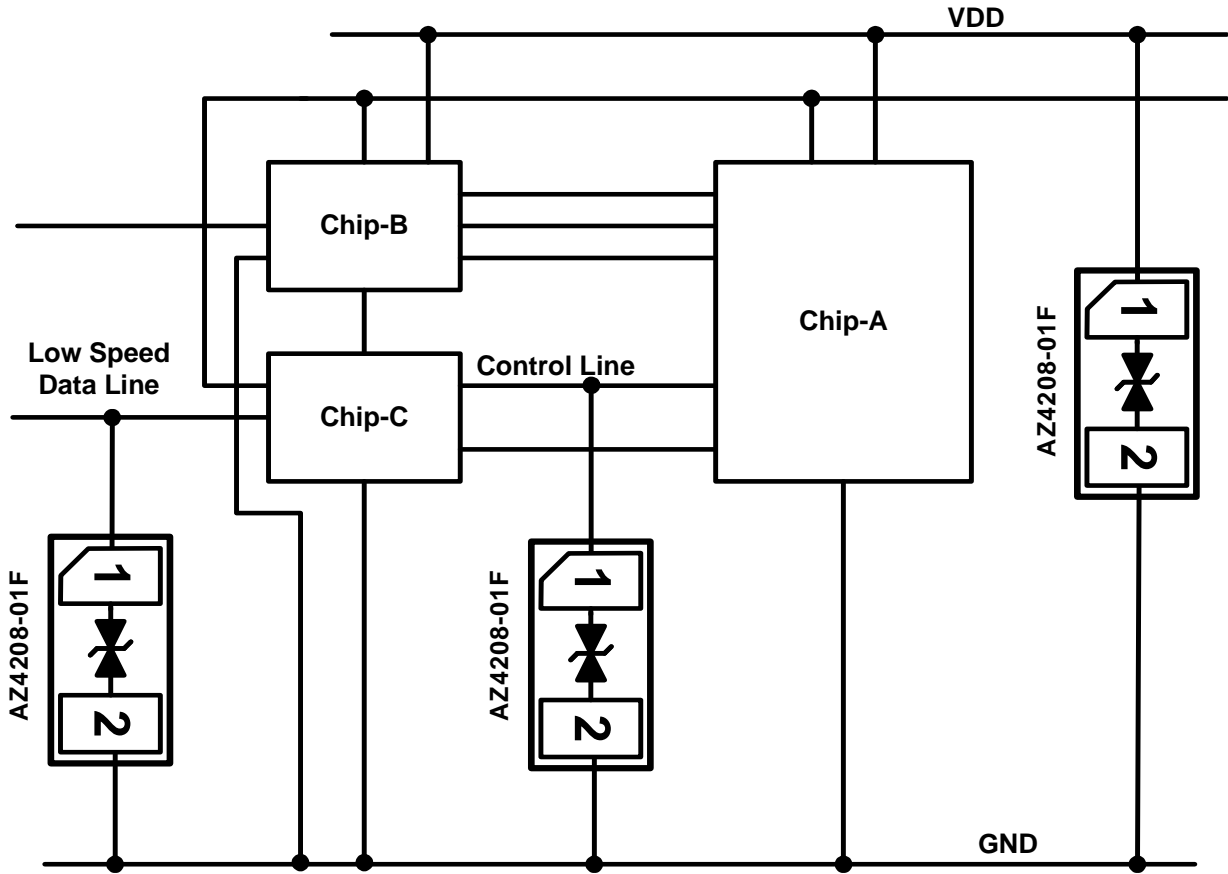 VDD
Chip-B
Chip-A
1
AZ4208-01F
2
Low Speed
Data Line
Control Line
Chip-C
1
AZ4208-01F
2
1
AZ4208-01F
2
GND